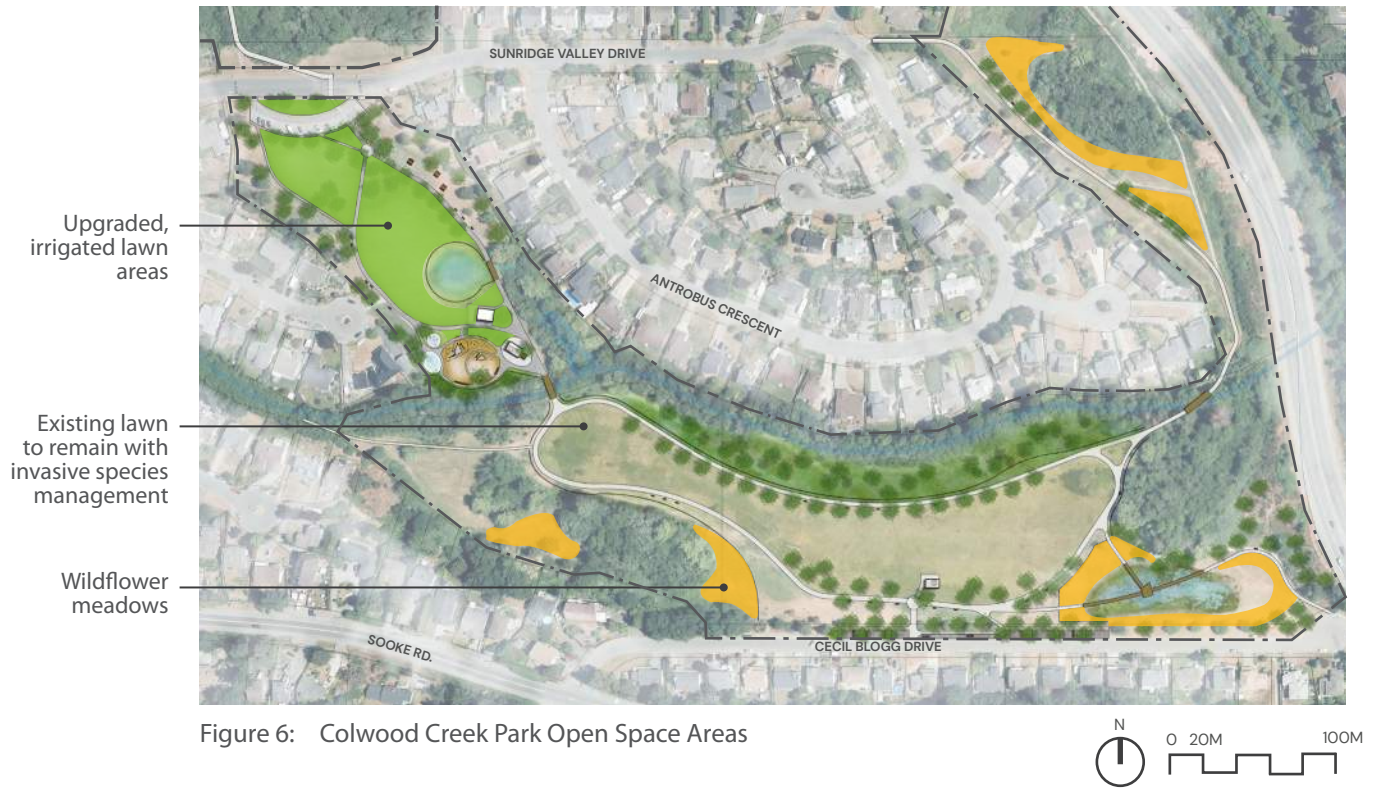 SUNRIDGE VALLEY DRIVE
Upgraded,
irrigated lawn
areas
ANTROBUS CRESCENT
Existing lawn
to remain with
invasive species
management
Wildflower
meadows
SOOKE RD.
CECIL BLOGG DRIVE
Figure 6: Colwood Creek Park Open Space Areas
N
0 20M 100M